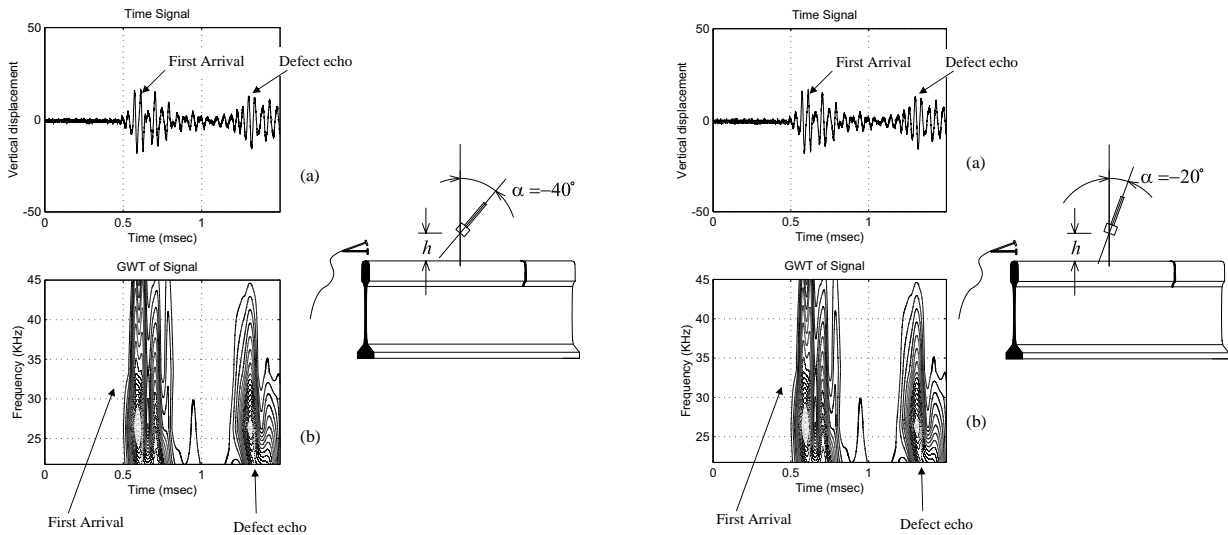 Time Signal
50
0
-50
Vertical displacement
First Arrival
Defect echo
0
0.5
1
Time (msec)
(a)
α = −40°
h
GWT of Signal
45
40
35
30
25
Frequency (KHz)
0
0.5
1
Time (msec)
(b)
First Arrival
Defect echo
Time Signal
50
0
-50
Vertical displacement
First Arrival
Defect echo
0
0.5
1
Time (msec)
(a)
α = −20°
h
GWT of Signal
45
40
35
30
25
Frequency (KHz)
0
0.5
1
Time (msec)
(b)
First Arrival
Defect echo